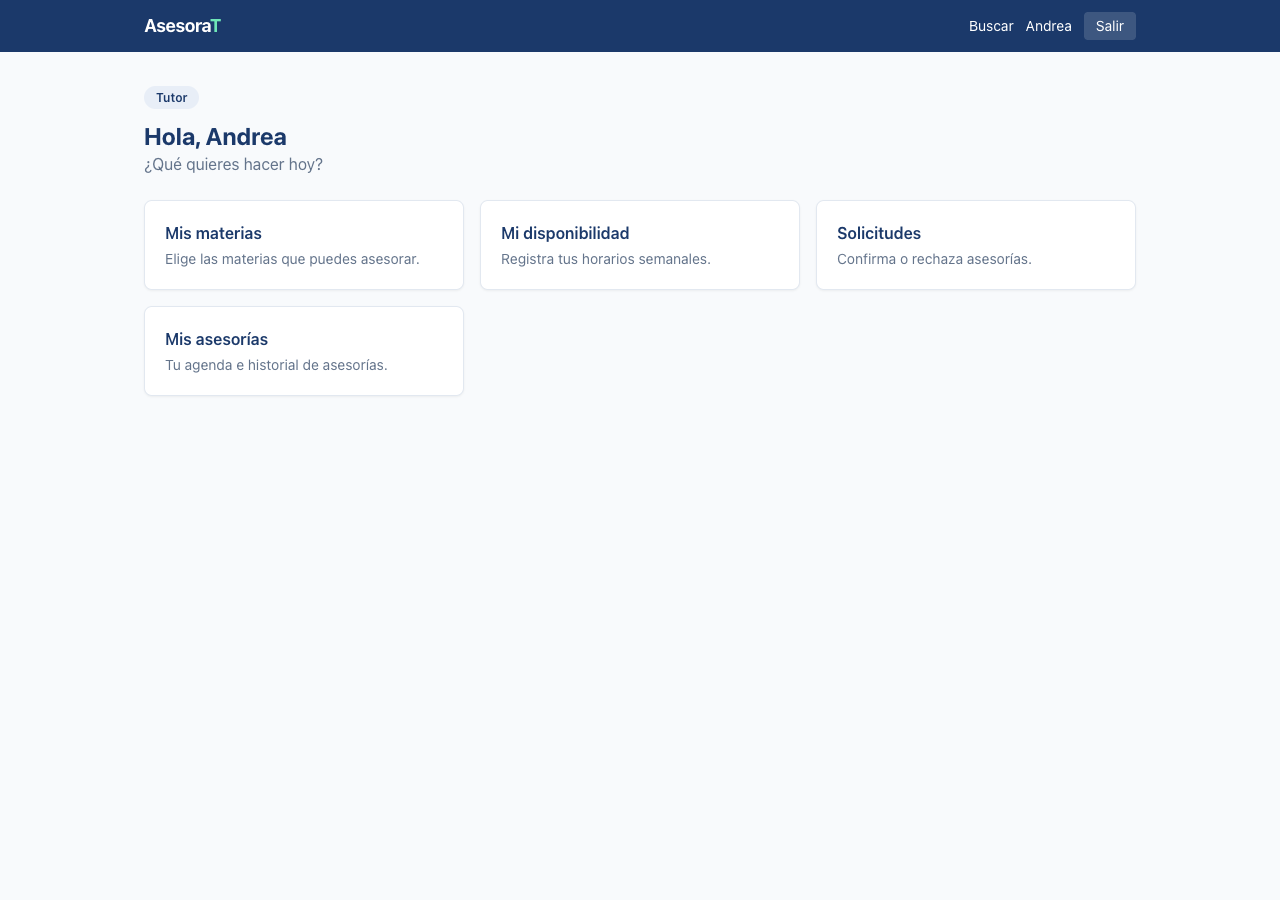 AsesoraT
Buscar
Andrea
Salir
Tutor
Hola, Andrea
¿Qué quieres hacer hoy?
Mis materias
Elige las materias que puedes asesorar.
Mi disponibilidad
Registra tus horarios semanales.
Solicitudes
Confirma o rechaza asesorías.
Mis asesorías
Tu agenda e historial de asesorías.